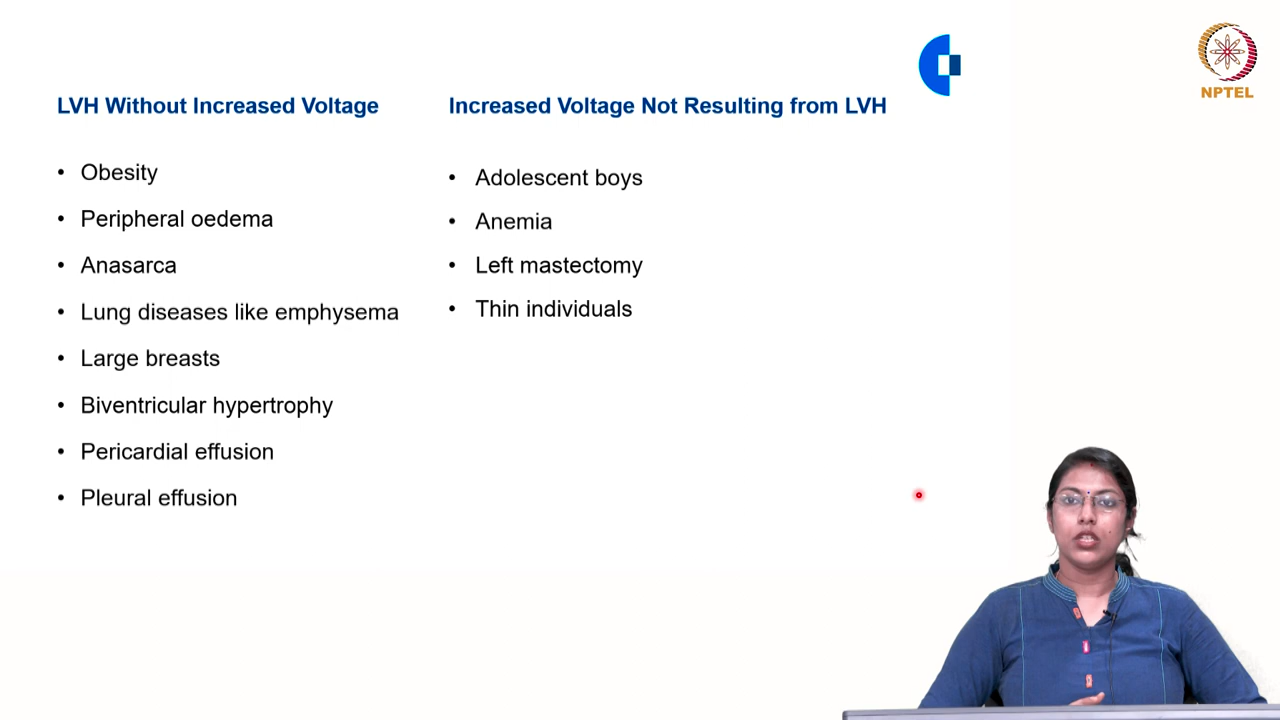 NPTEL
LVH Without Increased Voltage
• Obesity
• Peripheral oedema
• Anasarca
• Lung diseases like emphysema
• Large breasts
• Biventricular hypertrophy
• Pericardial effusion
• Pleural effusion
Increased Voltage Not Resulting from LVH
• Adolescent boys
• Anemia
• Left mastectomy
• Thin individuals